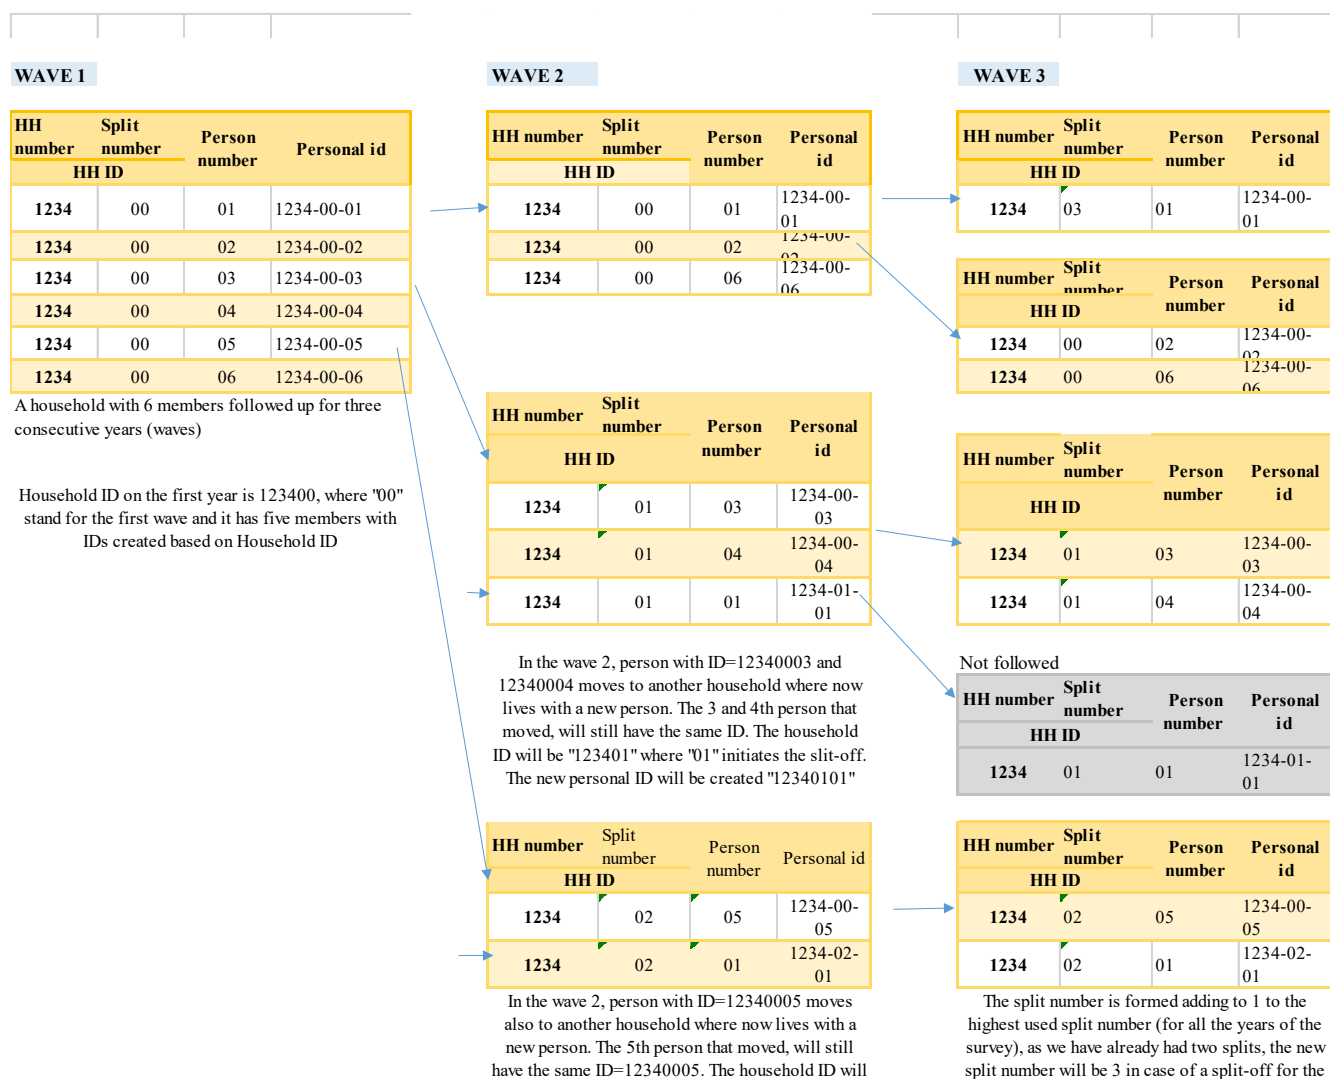 WAVE 1
HH number Split number Person number Personal id
HH ID
1234 00 01 1234-00-01
1234 00 02 1234-00-02
1234 00 03 1234-00-03
1234 00 04 1234-00-04
1234 00 05 1234-00-05
1234 00 06 1234-00-06
A household with 6 members followed up for three
consecutive years (waves)
Household ID on the first year is 123400, where "00"
stand for the first wave and it has five members with
IDs created based on Household ID
WAVE 2
HH number Split number Person number Personal id
HH ID
1234 00 01 1234-00-01
1234 00 02 1234-00-02
1234 00 06 1234-00-06
HH number Split number Person number Personal id
HH ID
1234 01 03 1234-00-03
1234 01 04 1234-00-04
1234 01 01 1234-01-01
In the wave 2, person with ID=12340003 and
12340004 moves to another household where now
lives with a new person. The 3 and 4th person that
moved, will still have the same ID. The household
ID will be "123401" where "01" initiates the slit-off.
The new personal ID will be created "12340101"
HH number Split number Person number Personal id
HH ID
1234 02 05 1234-00-05
1234 02 01 1234-02-01
In the wave 2, person with ID=12340005 moves
also to another household where now lives with a
new person. The 5th person that moved, will still
have the same ID=12340005. The household ID will
WAVE 3
HH number Split number Person number Personal id
HH ID
1234 03 01 1234-00-01
HH number Split number Person number Personal id
HH ID
1234 00 02 1234-00-02
1234 00 06 1234-00-06
HH number Split number Person number Personal id
HH ID
1234 01 03 1234-00-03
1234 01 04 1234-00-04
Not followed
HH number Split number Person number Personal id
HH ID
1234 01 01 1234-01-01
HH number Split number Person number Personal id
HH ID
1234 02 05 1234-00-05
1234 02 01 1234-02-01
The split number is formed adding to 1 to the
highest used split number (for all the years of the
survey), as we have already had two splits, the new
split number will be 3 in case of a split-off for the